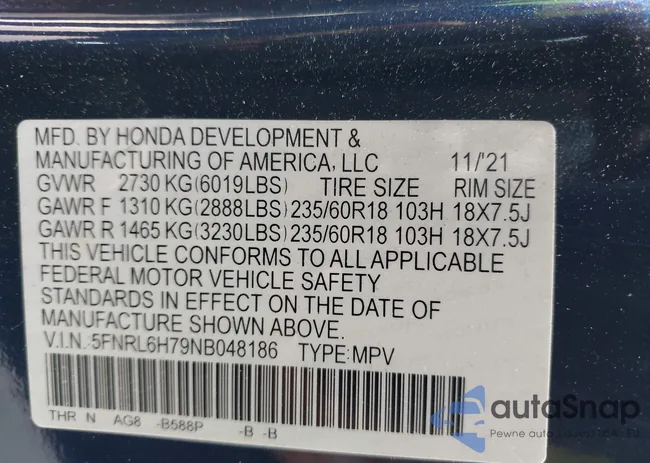 MFD. BY HONDA DEVELOPMENT &
MANUFACTURING OF AMERICA, LLC 11/'21
GVWR 2730 KG(6019LBS) TIRE SIZE RIM SIZE
GAWR F 1310 KG(2888LBS) 235/60R18 103H 18X7.5J
GAWR R 1465 KG(3230LBS) 235/60R18 103H 18X7.5J
THIS VEHICLE CONFORMS TO ALL APPLICABLE
FEDERAL MOTOR VEHICLE SAFETY
STANDARDS IN EFFECT ON THE DATE OF
MANUFACTURE SHOWN ABOVE.
V.I.N. 5FNRL6H79NB048186 TYPE:MPV
THR N AG8 -B588P -B -B
autoSnap
Pewne auto z